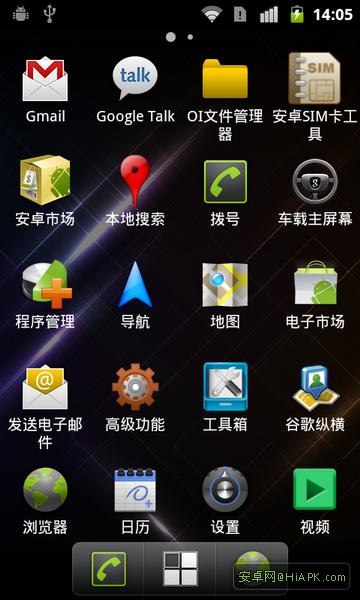 14:05
Gmail
talk
Google Talk
OI文件管理
器
SIM
安卓SIM卡工
具
安卓市场
本地搜索
拨号
车载主屏幕
程序管理
导航
地图
电子市场
发送电子邮
件
高级功能
工具箱
谷歌纵横
浏览器
日历
设置
视频
安卓网@HiAPK.com